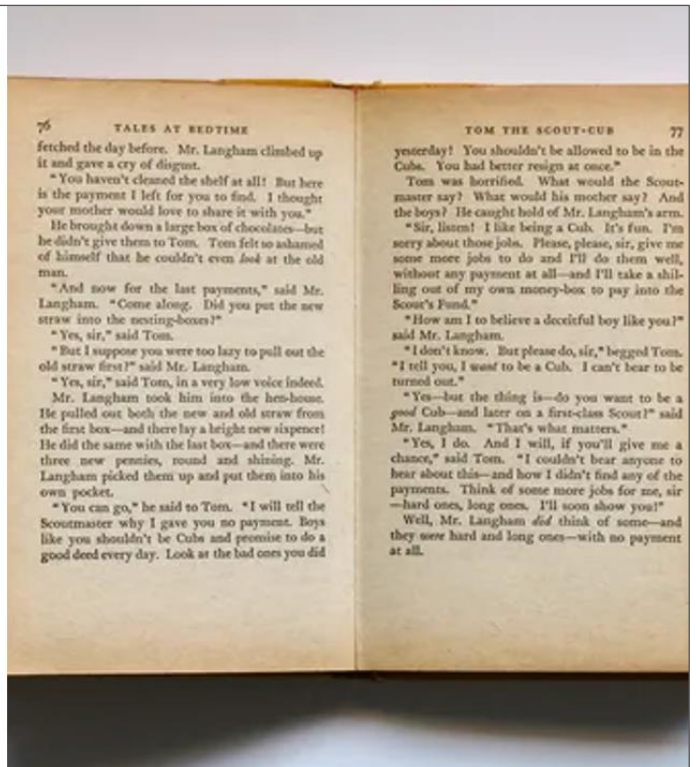 76 TALES AT BEDTIME
fetched the day before. Mr. Langham climbed up
it and gave a cry of disgust.
"You haven't cleaned the shelf at all! But here
is the payment I left for you to find. I thought
your mother would love to share it with you."
He brought down a large box of chocolates—but
he didn't give them to Tom. Tom felt so ashamed
of himself that he couldn't even look at the old
man.
"And now for the last payments," said Mr.
Langham. "Come along. Did you put the new
straw into the nesting-boxes?"
"Yes, sir," said Tom.
"But I suppose you were too lazy to pull out the
old straw first?" said Mr. Langham.
"Yes, sir," said Tom, in a very low voice indeed.
Mr. Langham took him into the hen-house.
He pulled out both the new and old straw from
the first box—and there lay a bright new sixpence!
He did the same with the last box—and there were
three new pennies, round and shining. Mr.
Langham picked them up and put them into his
own pocket.
"You can go," he said to Tom. "I will tell the
Scoutmaster why I gave you no payment. Boys
like you shouldn't be Cubs and promise to do a
good deed every day. Look at the bad ones you did
TOM THE SCOUT-CUB 77
yesterday! You shouldn't be allowed to be in the
Cubs. You had better resign at once."
Tom was horrified. What would the Scout-
master say? What would his mother say? And
the boys? He caught hold of Mr. Langham's arm.
"Sir, listen! I like being a Cub. It's fun. I'm
sorry about those jobs. Please, please, sir, give me
some more jobs to do and I'll do them well,
without any payment at all—and I'll take a shil-
ling out of my own money-box to pay into the
Scout's Fund."
"How am I to believe a deceitful boy like you?"
said Mr. Langham.
"I don't know. But please do, sir," begged Tom.
"I tell you, I want to be a Cub. I can't bear to be
turned out."
"Yes—but the thing is—do you want to be a
good Cub—and later on a first-class Scout?" said
Mr. Langham. "That's what matters."
"Yes, I do. And I will, if you'll give me a
chance," said Tom. "I couldn't bear anyone to
hear about this—and how I didn't find any of the
payments. Think of some more jobs for me, sir
—hard ones, long ones. I'll soon show you!"
Well, Mr. Langham did think of some—and
they were hard and long ones—with no payment
at all.